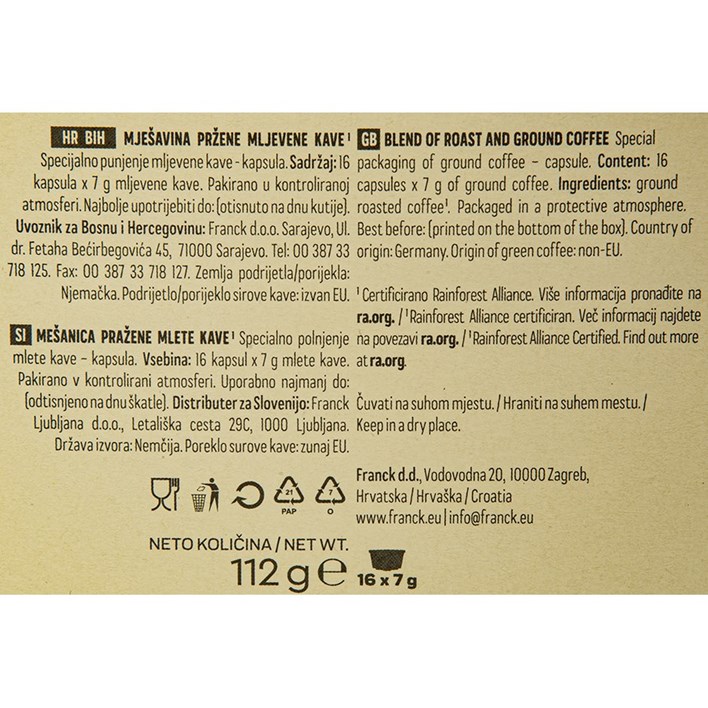 HR BIH MJEŠAVINA PRŽENE MLJEVENE KAVE¹
Specijalno punjenje mljevene kave - kapsula. Sadržaj: 16
kapsula x 7 g mljevene kave. Pakirano u kontroliranoj
atmosferi. Najbolje upotrijebiti do: (otisnuto na dnu kutije).
Uvoznik za Bosnu i Hercegovinu: Franck d.o.o. Sarajevo, Ul.
dr. Fetaha Bećirbegovića 45, 71000 Sarajevo. Tel: 00 387 33
718 125. Fax: 00 387 33 718 127. Zemlja podrijetla/porijekla:
Njemačka. Podrijetlo/porijeklo sirove kave: izvan EU.
SI MEŠANICA PRAŽENE MLETE KAVE¹ Specialno polnjenje
mlete kave – kapsula. Vsebina: 16 kapsul x 7 g mlete kave.
Pakirano v kontrolirani atmosferi. Uporabno najmanj do:
(odtisnjeno na dnu škatle). Distributer za Slovenijo: Franck
Ljubljana d.o.o., Letališka cesta 29C, 1000 Ljubljana.
Država izvora: Nemčija. Poreklo surove kave: zunaj EU.
21
PAP
7
O
NETO KOLIČINA / NET WT.
112 g ℮
16 x 7 g
GB BLEND OF ROAST AND GROUND COFFEE Special
packaging of ground coffee – capsule. Content: 16
capsules x 7 g of ground coffee. Ingredients: ground
roasted coffee¹. Packaged in a protective atmosphere.
Best before: (printed on the bottom of the box). Country of
origin: Germany. Origin of green coffee: non-EU.
¹ Certificirano Rainforest Alliance. Više informacija pronađite na
ra.org. / ¹ Rainforest Alliance certificiran. Več informacij najdete
na povezavi ra.org. / ¹ Rainforest Alliance Certified. Find out more
at ra.org.
Čuvati na suhom mjestu. / Hraniti na suhem mestu. /
Keep in a dry place.
Franck d.d., Vodovodna 20, 10000 Zagreb,
Hrvatska / Hrvaška / Croatia
www.franck.eu | info@franck.eu